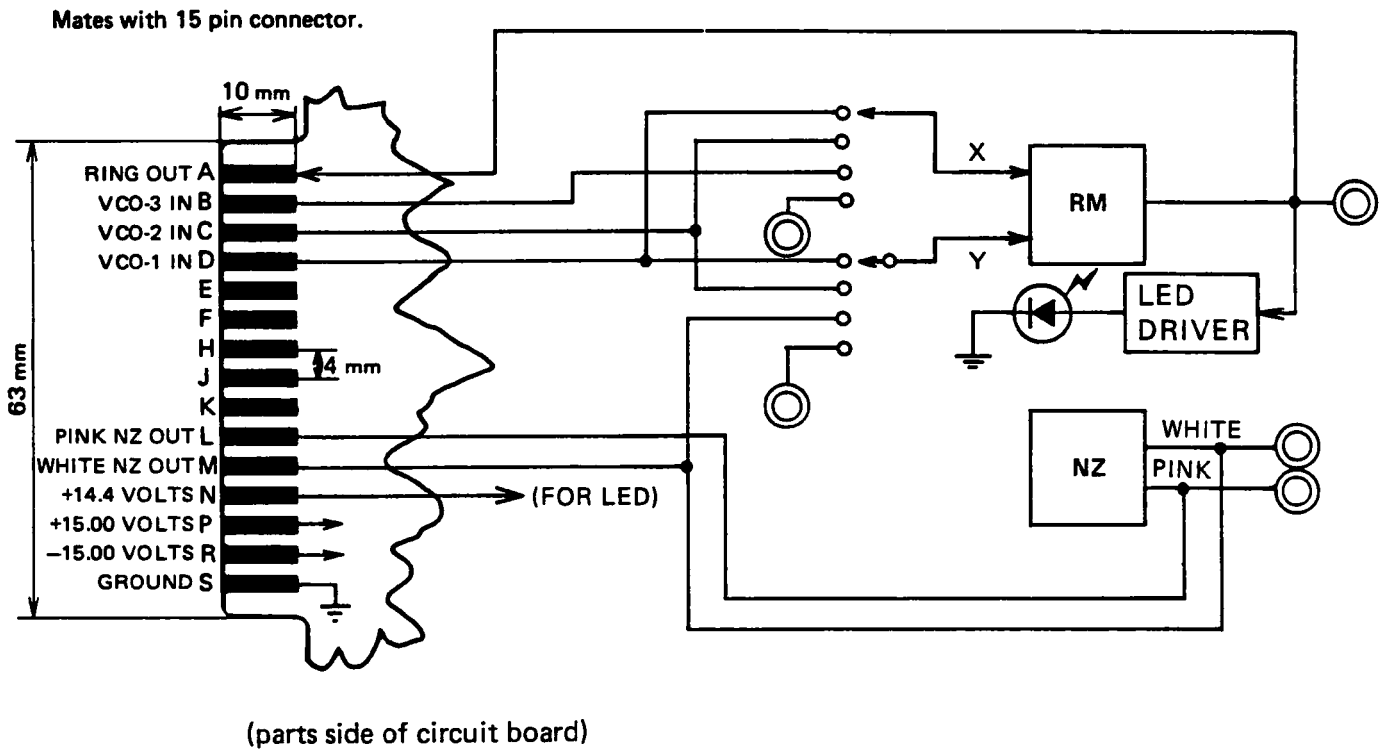 Mates with 15 pin connector.
10 mm
RING OUT A
VCO-3 IN B
VCO-2 IN C
VCO-1 IN D
E
F
H
J
K
PINK NZ OUT L
WHITE NZ OUT M
+14.4 VOLTS N
+15.00 VOLTS P
−15.00 VOLTS R
GROUND S
63 mm
4 mm
(FOR LED)
X
Y
RM
LED
DRIVER
NZ
WHITE
PINK
(parts side of circuit board)